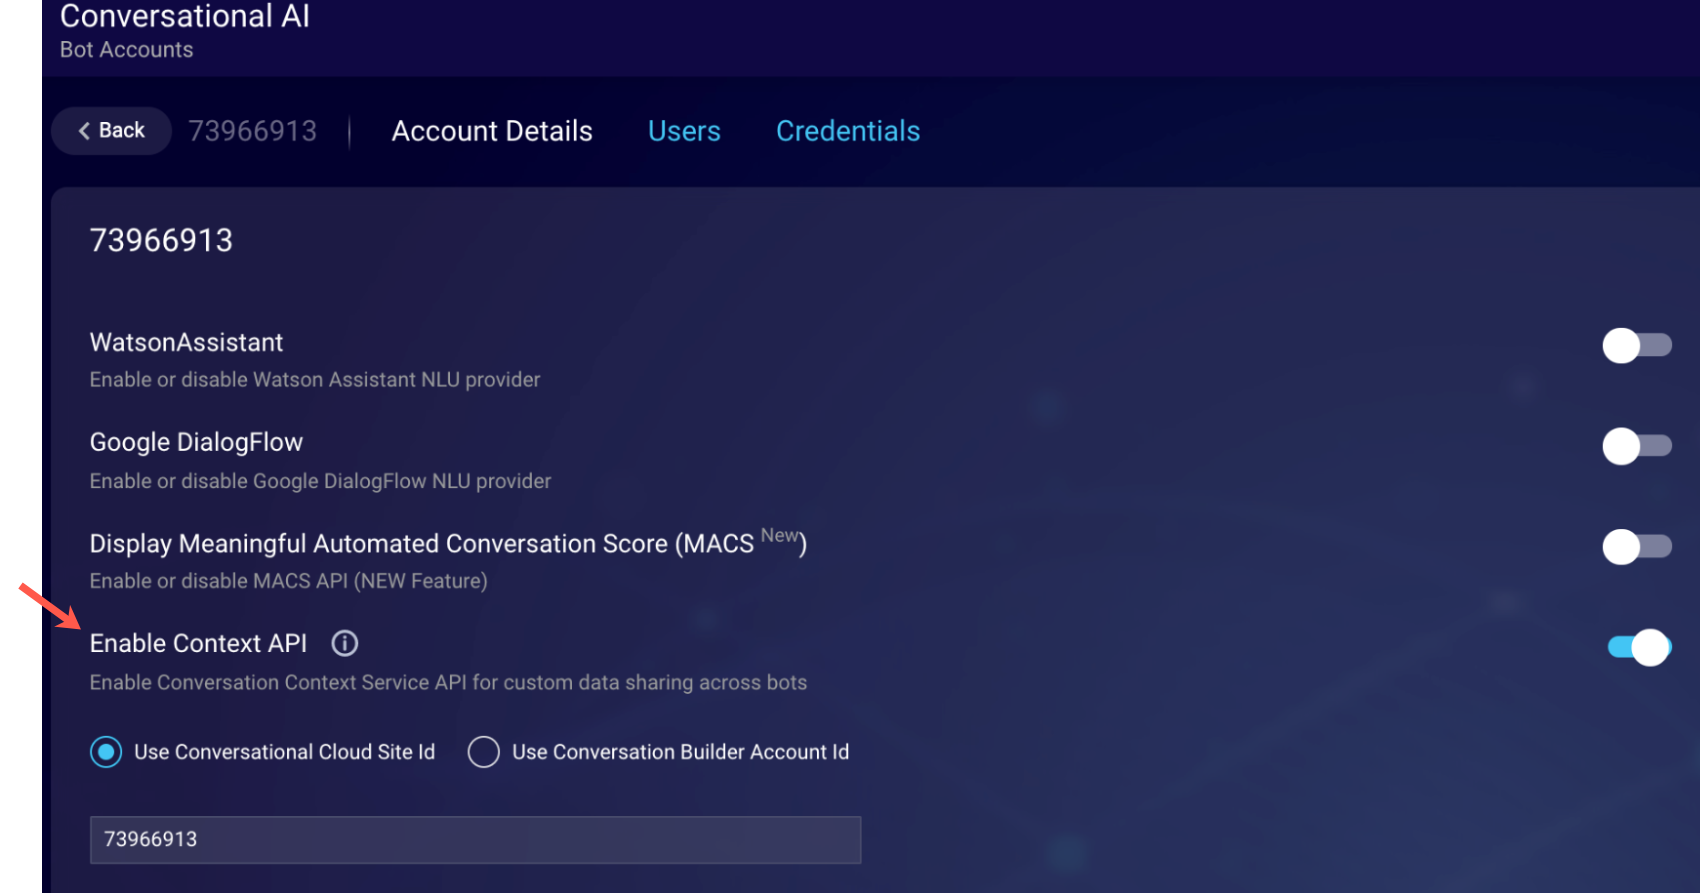 Conversational AI
Bot Accounts
Back 73966913 Account Details Users Credentials
73966913
WatsonAssistant
Enable or disable Watson Assistant NLU provider
Google DialogFlow
Enable or disable Google DialogFlow NLU provider
Display Meaningful Automated Conversation Score (MACS New)
Enable or disable MACS API (NEW Feature)
Enable Context API
Enable Conversation Context Service API for custom data sharing across bots
Use Conversational Cloud Site Id Use Conversation Builder Account Id
73966913